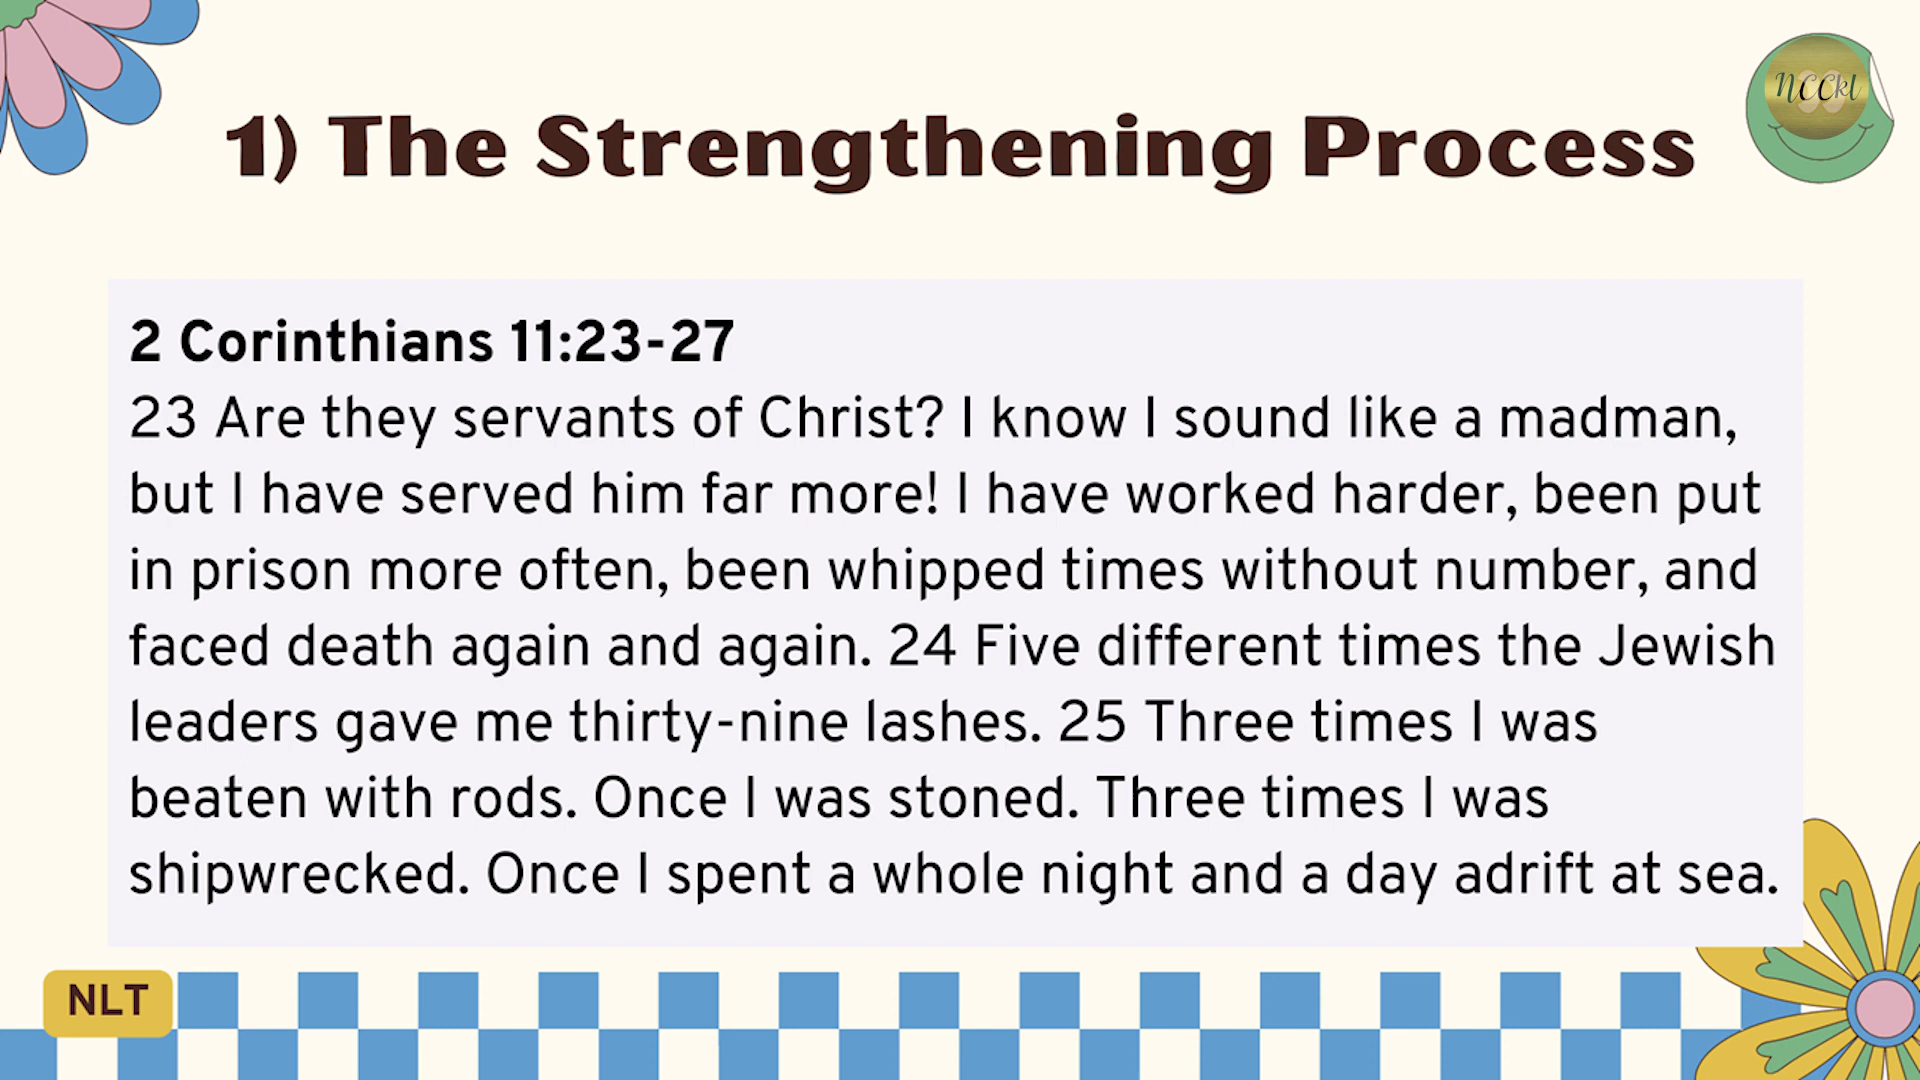 NCCkl
1) The Strengthening Process
2 Corinthians 11:23-27
23 Are they servants of Christ? I know I sound like a madman,
but I have served him far more! I have worked harder, been put
in prison more often, been whipped times without number, and
faced death again and again. 24 Five different times the Jewish
leaders gave me thirty-nine lashes. 25 Three times I was
beaten with rods. Once I was stoned. Three times I was
shipwrecked. Once I spent a whole night and a day adrift at sea.
NLT